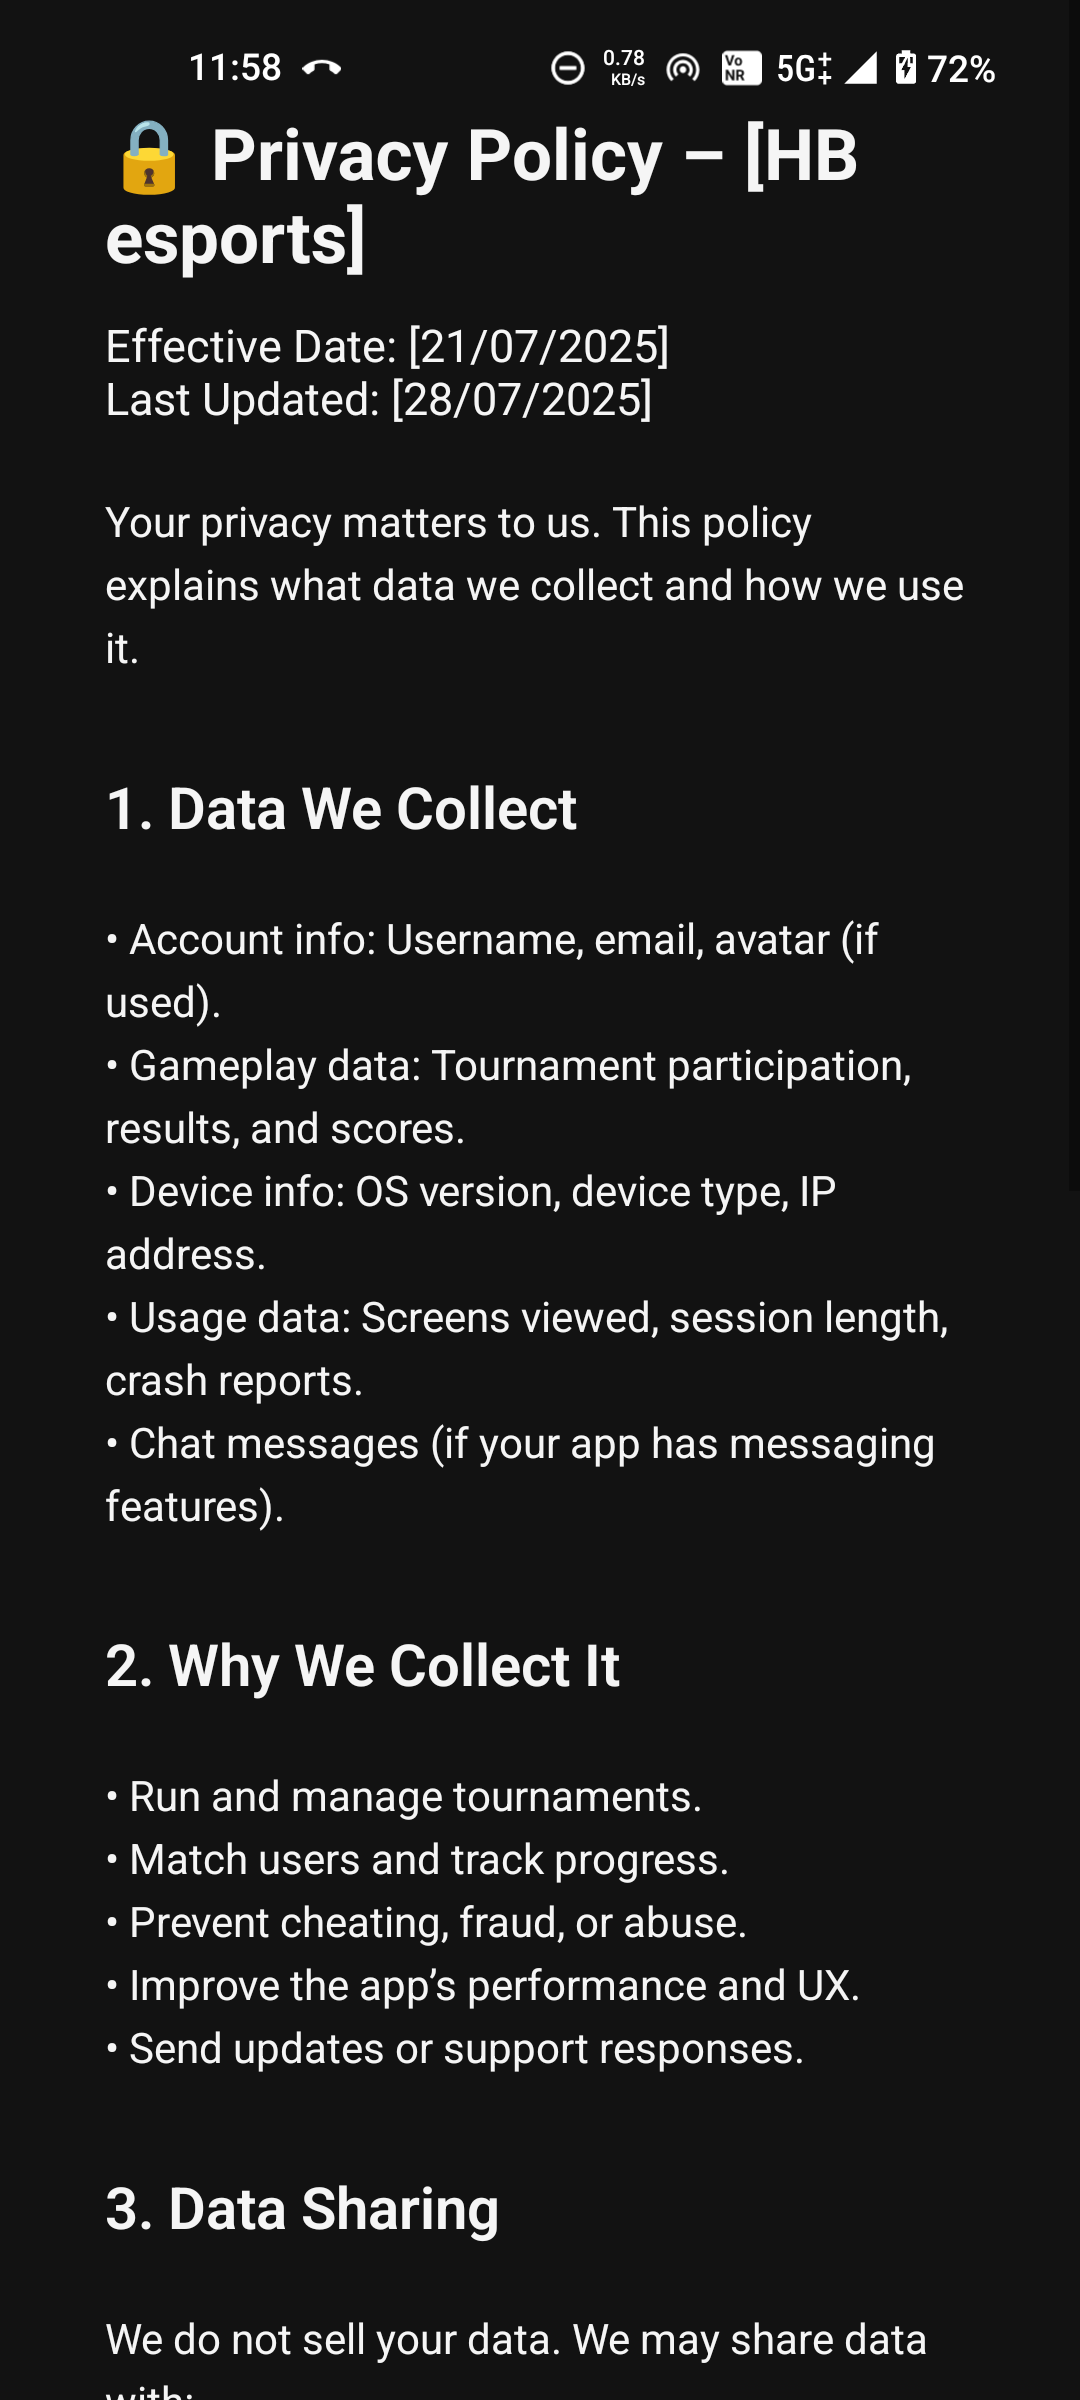 11:58 0.78 KB/s Vo NR 5G++ 72%
🔒 Privacy Policy – [HB
esports]
Effective Date: [21/07/2025]
Last Updated: [28/07/2025]
Your privacy matters to us. This policy
explains what data we collect and how we use
it.
1. Data We Collect
• Account info: Username, email, avatar (if
used).
• Gameplay data: Tournament participation,
results, and scores.
• Device info: OS version, device type, IP
address.
• Usage data: Screens viewed, session length,
crash reports.
• Chat messages (if your app has messaging
features).
2. Why We Collect It
• Run and manage tournaments.
• Match users and track progress.
• Prevent cheating, fraud, or abuse.
• Improve the app’s performance and UX.
• Send updates or support responses.
3. Data Sharing
We do not sell your data. We may share data
with: